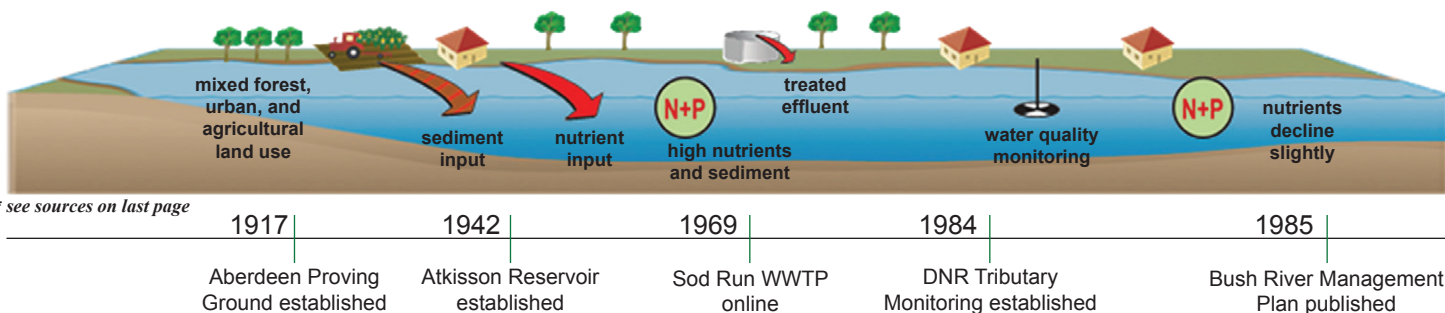 mixed forest,
urban, and
agricultural
land use
sediment
input
nutrient
input
N+P
high nutrients
and sediment
treated
effluent
water quality
monitoring
N+P
nutrients
decline
slightly
* see sources on last page
1917
Aberdeen Proving
Ground established
1942
Atkisson Reservoir
established
1969
Sod Run WWTP
online
1984
DNR Tributary
Monitoring established
1985
Bush River Management
Plan published